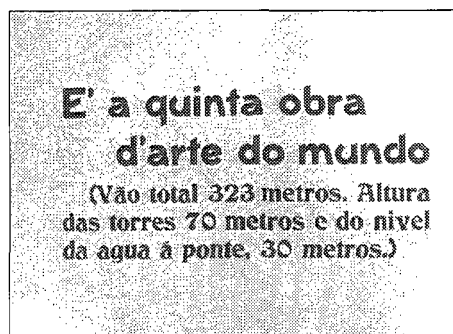 E' a quinta obra
d'arte do mundo
(Vão total 323 metros. Altura
das torres 70 metros e do nivel
da agua á ponte, 30 metros.)